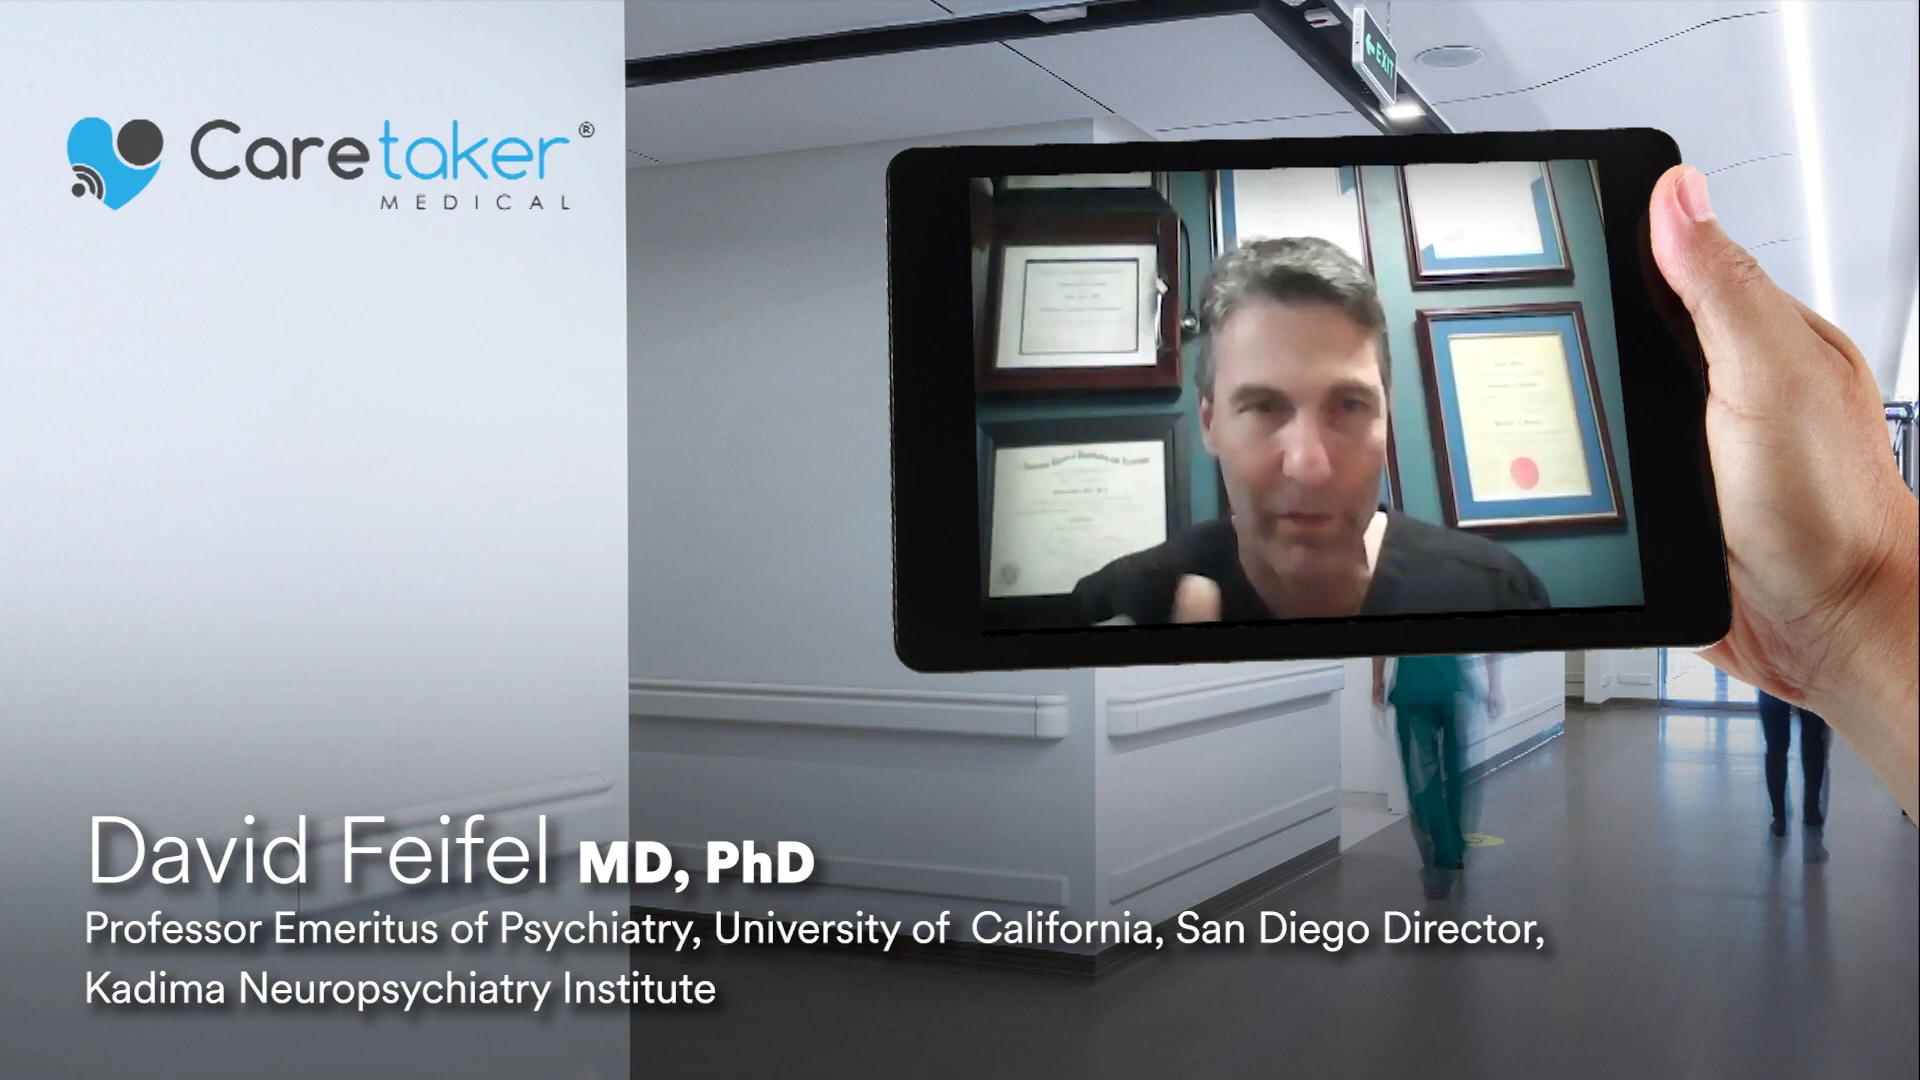 Caretaker®
MEDICAL
EXIT
David Feifel MD, PhD
Professor Emeritus of Psychiatry, University of California, San Diego Director,
Kadima Neuropsychiatry Institute